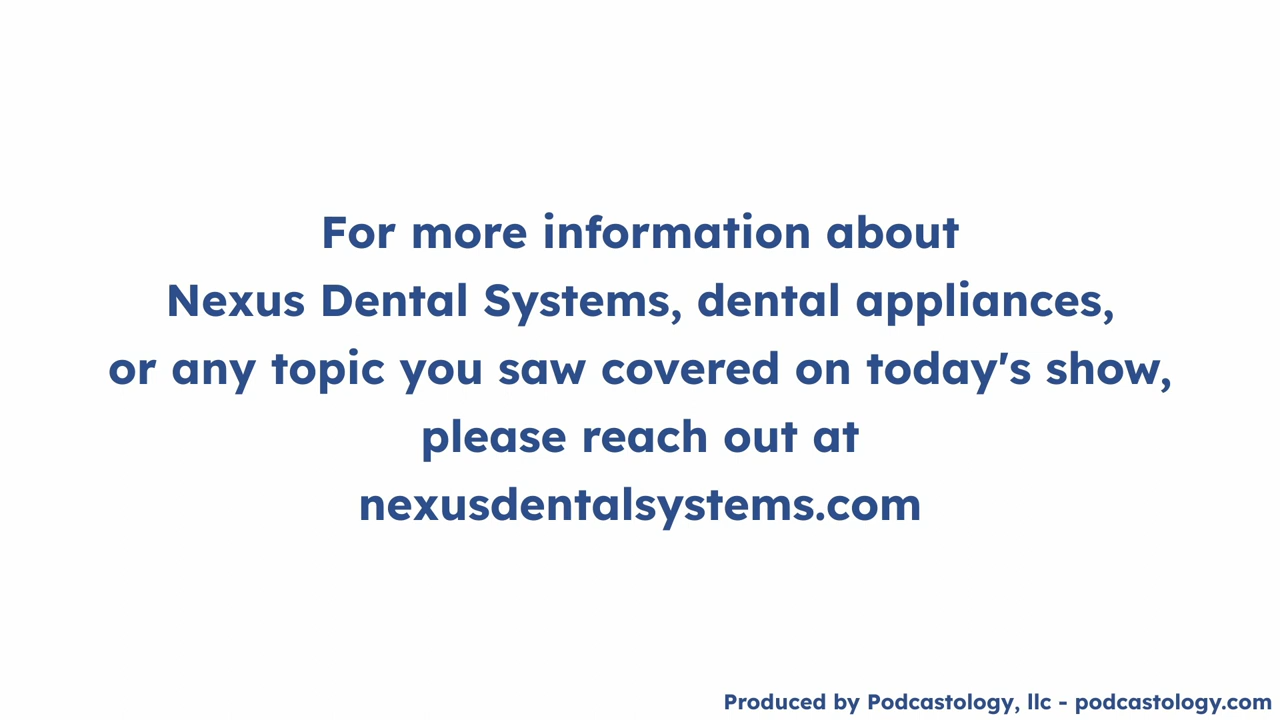 For more information about
Nexus Dental Systems, dental appliances,
or any topic you saw covered on today's show,
please reach out at
nexusdentalsystems.com
Produced by Podcastology, llc - podcastology.com